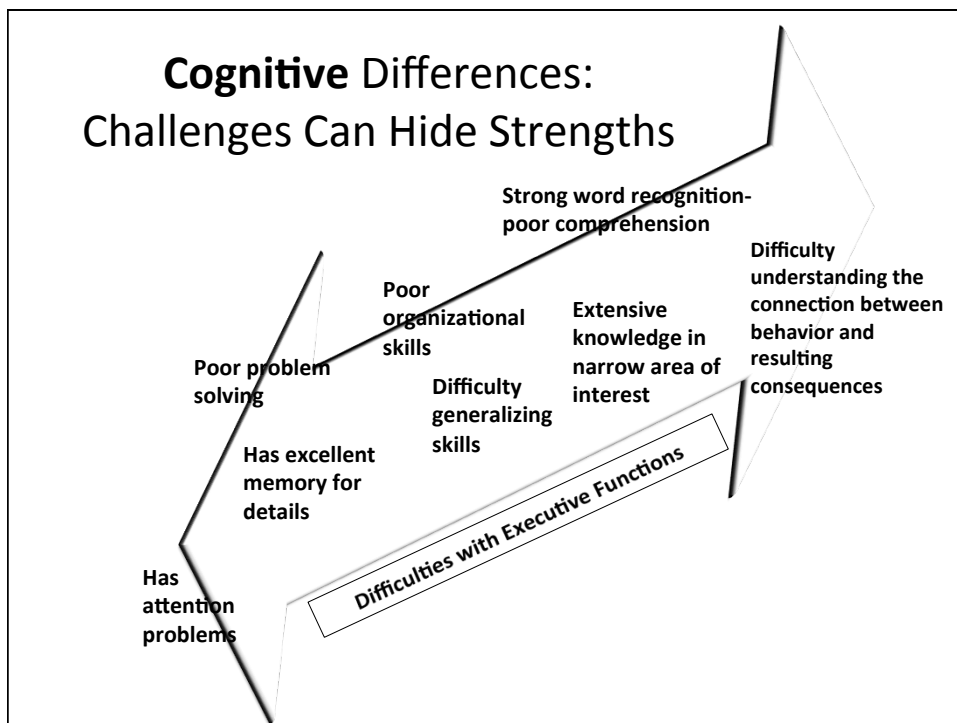 Cognitive Differences:
Challenges Can Hide Strengths
Strong word recognition-
poor comprehension
Difficulty
understanding the
connection between
behavior and
resulting
consequences
Poor
organizational
skills
Extensive
knowledge in
narrow area of
interest
Poor problem
solving
Difficulty
generalizing
skills
Has excellent
memory for
details
Difficulties with Executive Functions
Has
attention
problems